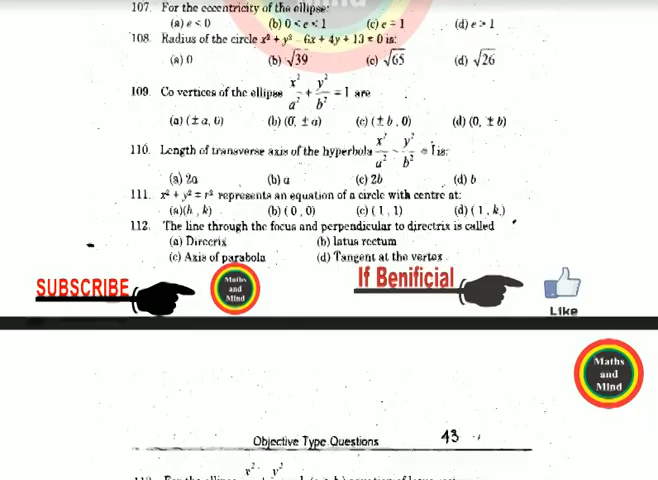 107. For the eccentricity of the ellipse:
(a) e < 0 (b) 0 < e < 1 (c) e = 1 (d) e > 1
108. Radius of the circle x² + y² - 6x + 4y + 13 = 0 is:
(a) 0 (b) √39 (c) √65 (d) √26
109. Co vertices of the ellipse x²/a² + y²/b² = 1 are
(a) (± a, 0) (b) (0, ± a) (c) (± b, 0) (d) (0, ± b)
110. Length of transverse axis of the hyperbola x²/a² - y²/b² = 1 is:
(a) 2a (b) a (c) 2b (d) b
111. x² + y² = r² represents an equation of a circle with centre at:
(a)(h, k) (b) (0, 0) (c) (1, 1) (d) (1, k)
112. The line through the focus and perpendicular to directrix is called
(a) Direcrix (b) latus rectum
(c) Axis of parabola (d) Tangent at the vertex
SUBSCRIBE Maths and Mind If Benificial Like
Maths
and
Mind
Objective Type Questions 43